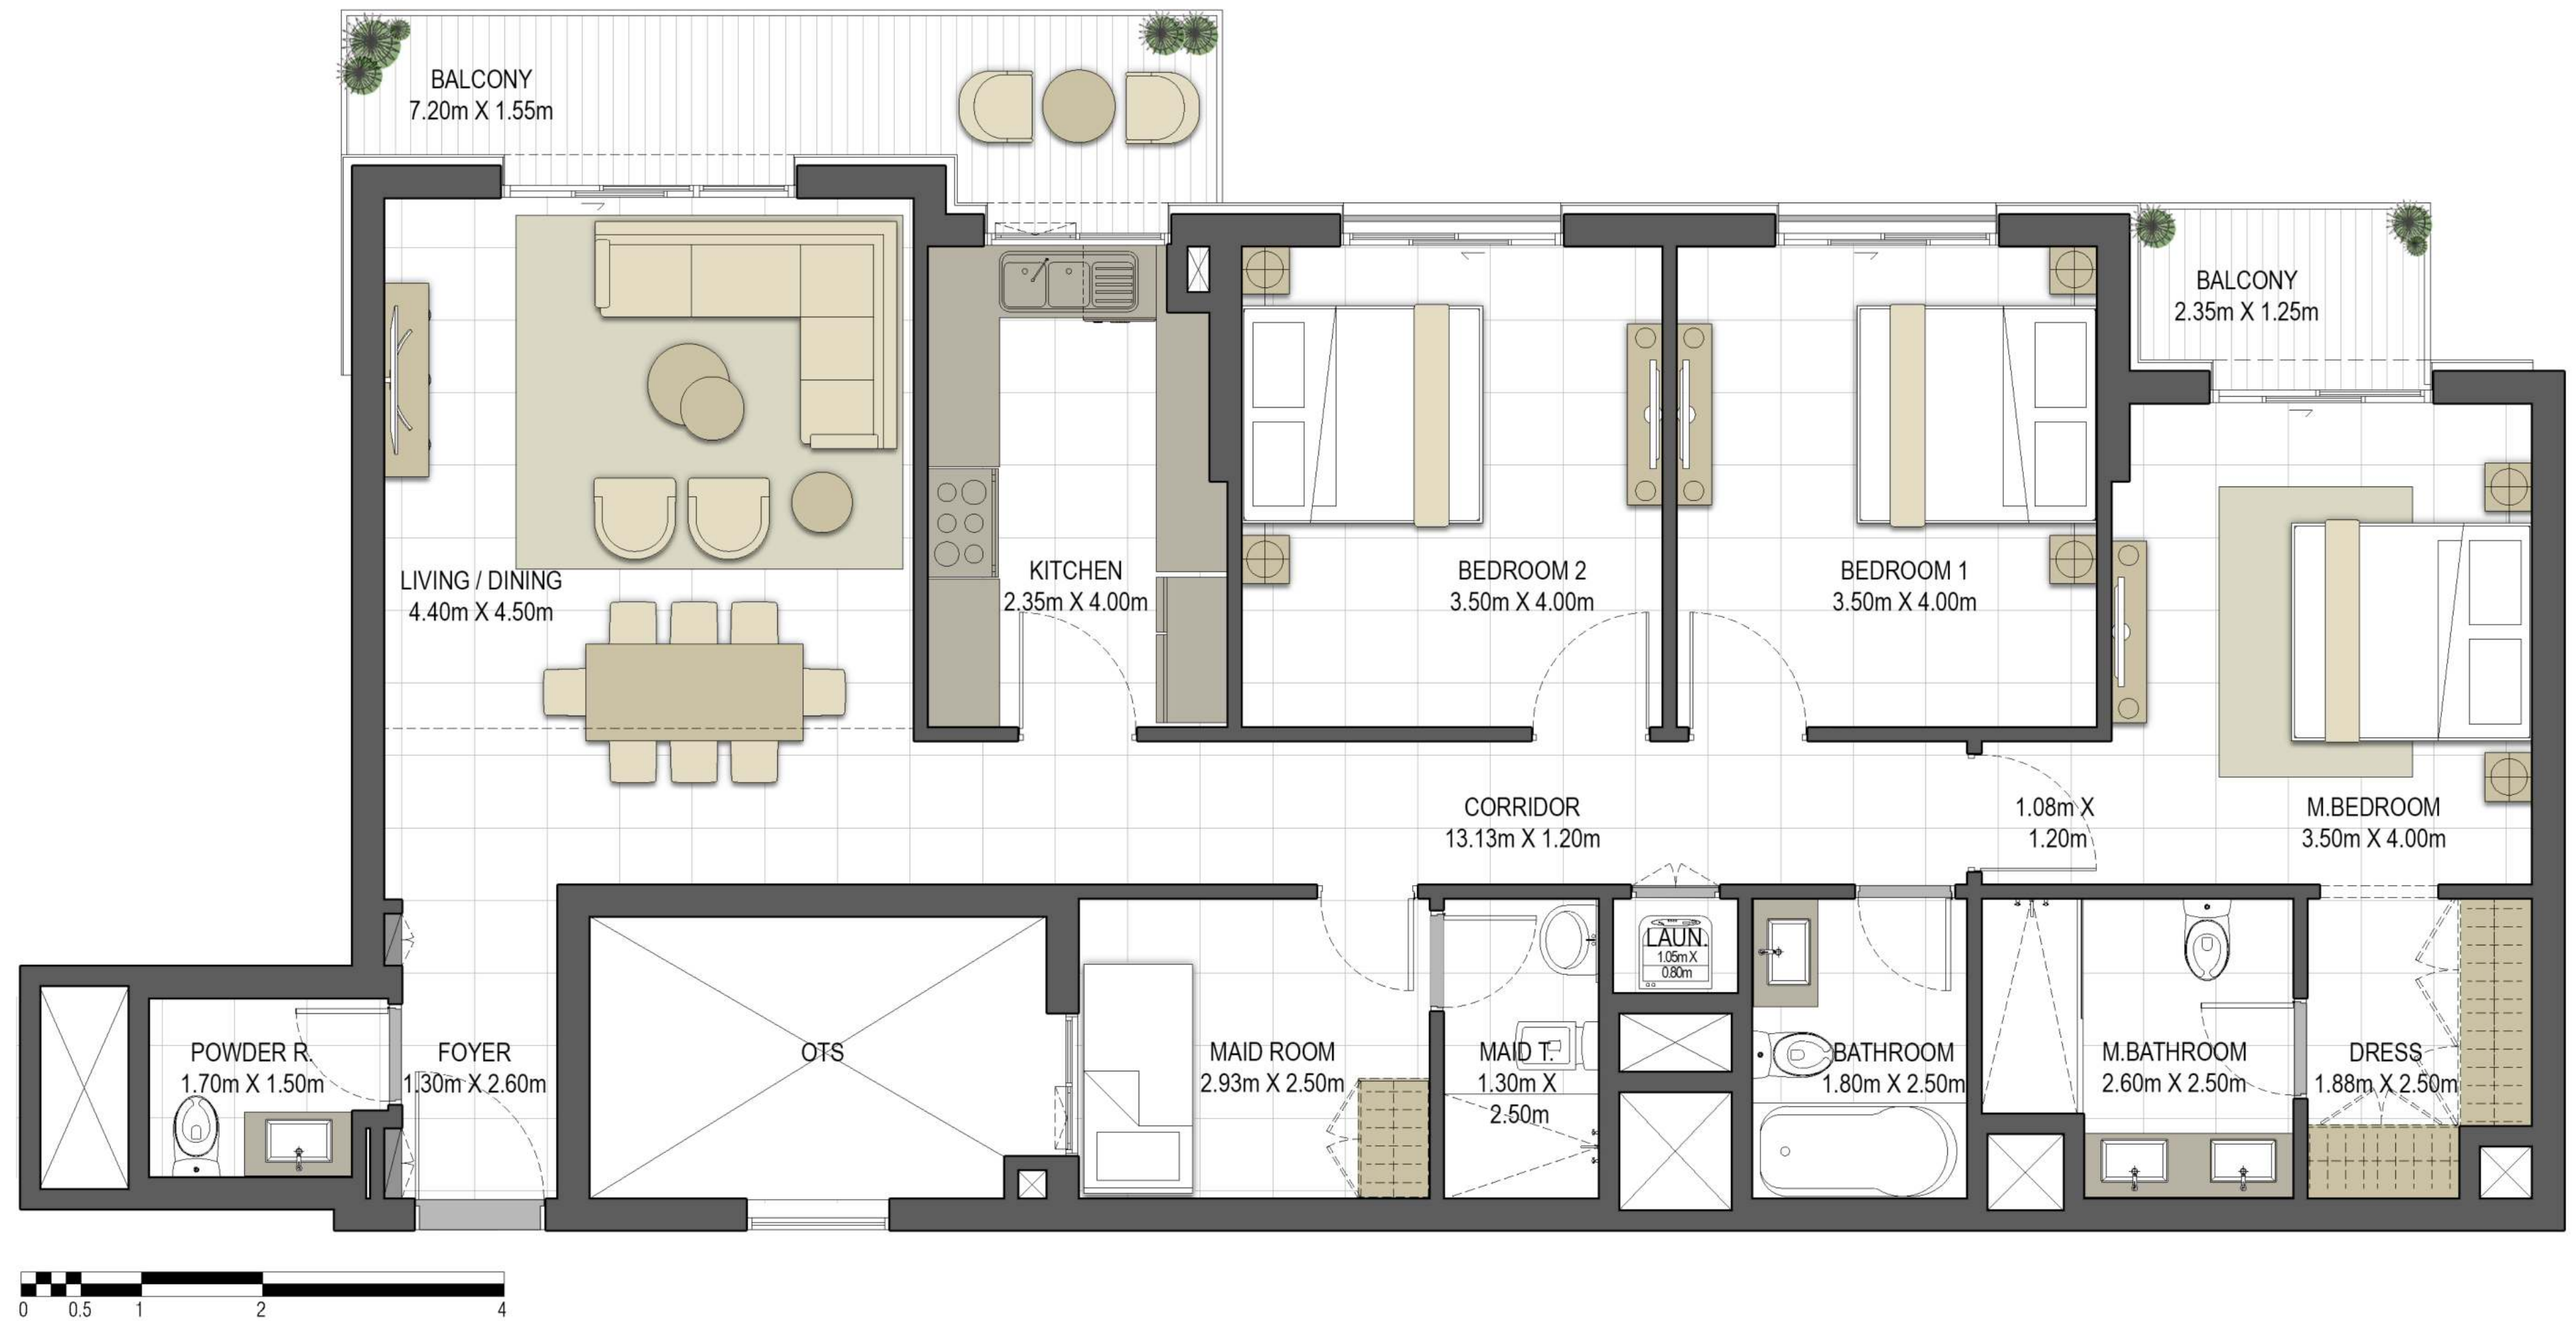 BALCONY
7.20m X 1.55m
BALCONY
2.35m X 1.25m
LIVING / DINING
4.40m X 4.50m
KITCHEN
2.35m X 4.00m
BEDROOM 2
3.50m X 4.00m
BEDROOM 1
3.50m X 4.00m
CORRIDOR
13.13m X 1.20m
1.08m X
1.20m
M.BEDROOM
3.50m X 4.00m
LAUN.
1.05m X
0.80m
POWDER R.
1.70m X 1.50m
FOYER
1.30m X 2.60m
OTS
MAID ROOM
2.93m X 2.50m
MAID T.
1.30m X
2.50m
BATHROOM
1.80m X 2.50m
M.BATHROOM
2.60m X 2.50m
DRESS
1.88m X 2.50m
0 0.5 1 2 4